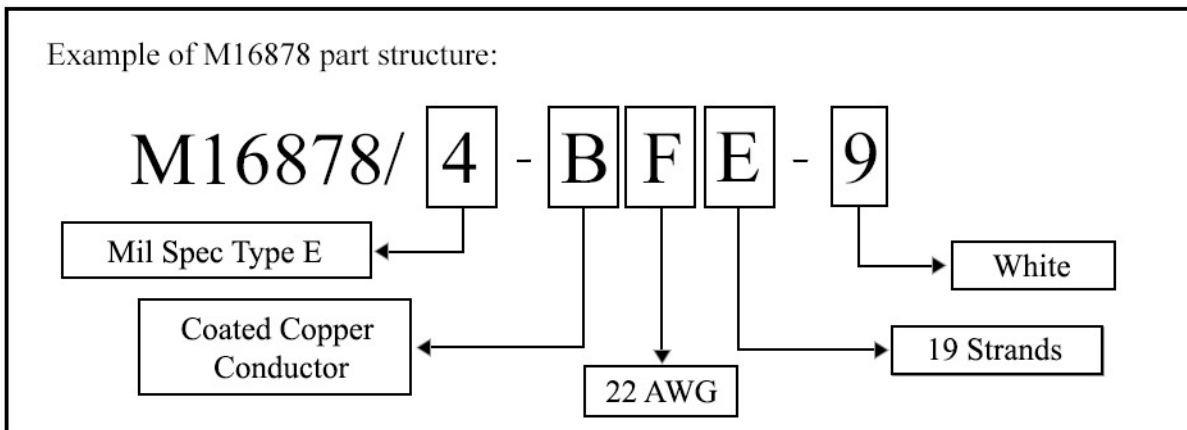 Example of M16878 part structure:
M16878/ 4 - B F E - 9
Mil Spec Type E
White
Coated Copper
Conductor
19 Strands
22 AWG